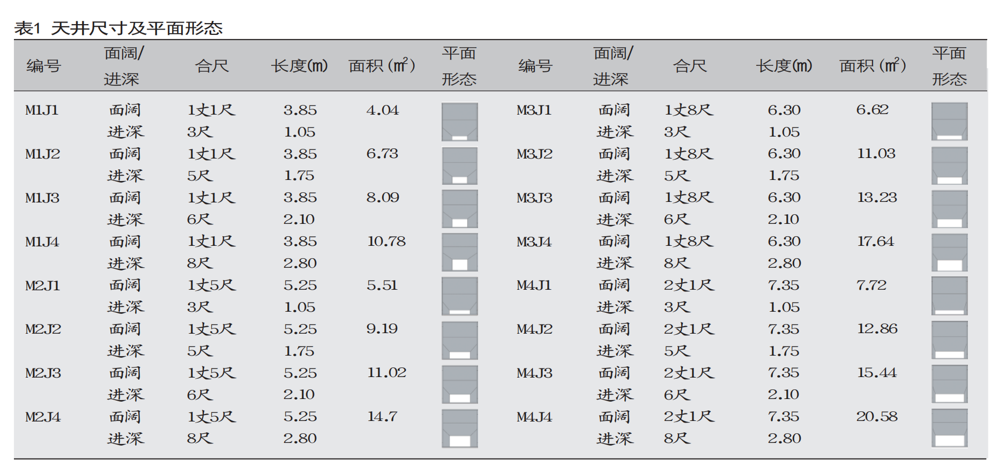 表1 天井尺寸及平面形态
编号 面阔/进深 合尺 长度(m) 面积(m²) 平面形态 编号 面阔/进深 合尺 长度(m) 面积(m²) 平面形态
M1J1 面阔 1丈1尺 3.85 4.04 M3J1 面阔 1丈8尺 6.30 6.62
进深 3尺 1.05 进深 3尺 1.05
M1J2 面阔 1丈1尺 3.85 6.73 M3J2 面阔 1丈8尺 6.30 11.03
进深 5尺 1.75 进深 5尺 1.75
M1J3 面阔 1丈1尺 3.85 8.09 M3J3 面阔 1丈8尺 6.30 13.23
进深 6尺 2.10 进深 6尺 2.10
M1J4 面阔 1丈1尺 3.85 10.78 M3J4 面阔 1丈8尺 6.30 17.64
进深 8尺 2.80 进深 8尺 2.80
M2J1 面阔 1丈5尺 5.25 5.51 M4J1 面阔 2丈1尺 7.35 7.72
进深 3尺 1.05 进深 3尺 1.05
M2J2 面阔 1丈5尺 5.25 9.19 M4J2 面阔 2丈1尺 7.35 12.86
进深 5尺 1.75 进深 5尺 1.75
M2J3 面阔 1丈5尺 5.25 11.02 M4J3 面阔 2丈1尺 7.35 15.44
进深 6尺 2.10 进深 6尺 2.10
M2J4 面阔 1丈5尺 5.25 14.7 M4J4 面阔 2丈1尺 7.35 20.58
进深 8尺 2.80 进深 8尺 2.80